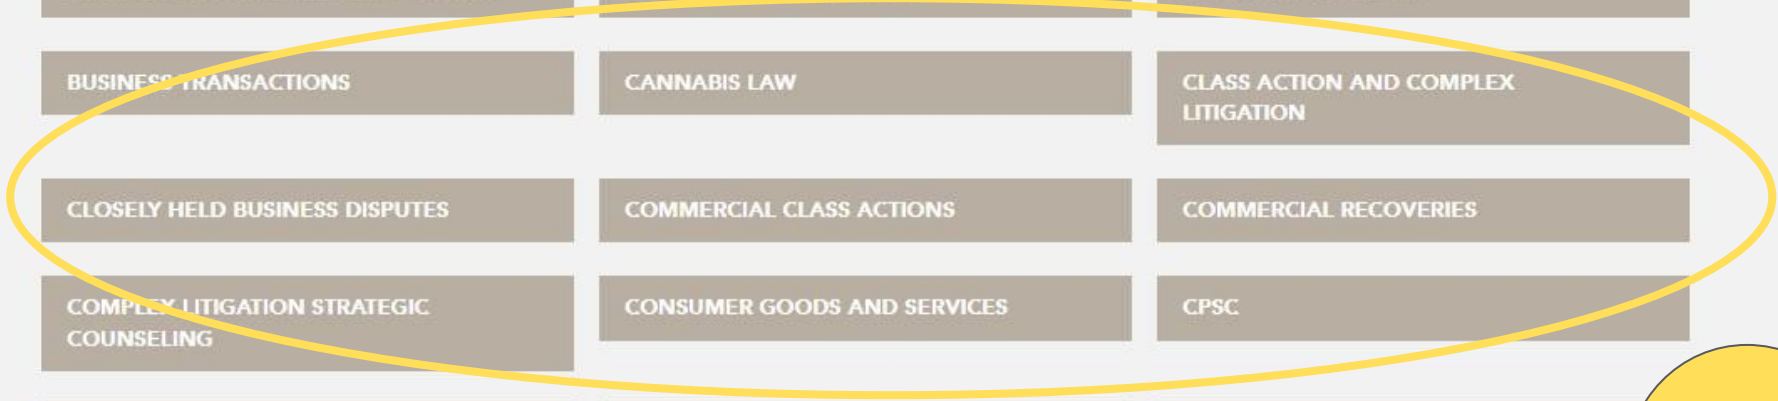 BUSINESS TRANSACTIONS
CANNABIS LAW
CLASS ACTION AND COMPLEX
LITIGATION
CLOSELY HELD BUSINESS DISPUTES
COMMERCIAL CLASS ACTIONS
COMMERCIAL RECOVERIES
COMPLEX LITIGATION STRATEGIC
COUNSELING
CONSUMER GOODS AND SERVICES
CPSC